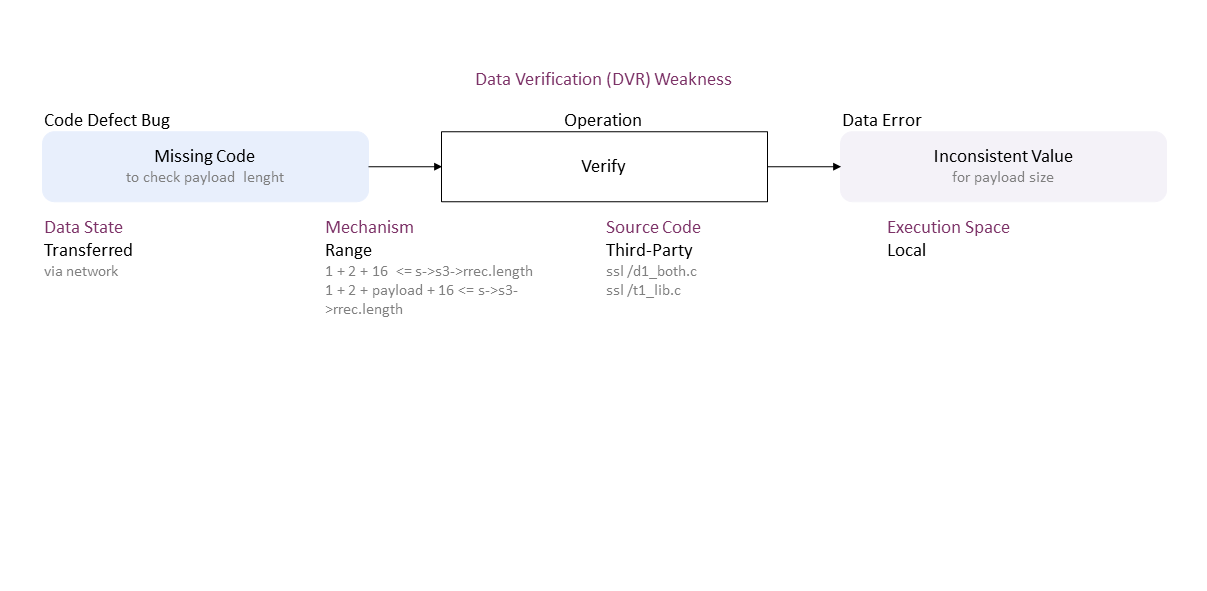 Data Verification (DVR) Weakness
Code Defect Bug
Operation
Data Error
Missing Code
to check payload  lenght
Verify
Inconsistent Value
for payload size
Data State
Transferred
via network
Mechanism
Range
1 + 2 + 16  <= s->s3->rrec.length
1 + 2 + payload + 16 <= s->s3-
>rrec.length
Source Code
Third-Party
ssl /d1_both.c
ssl /t1_lib.c
Execution Space
Local